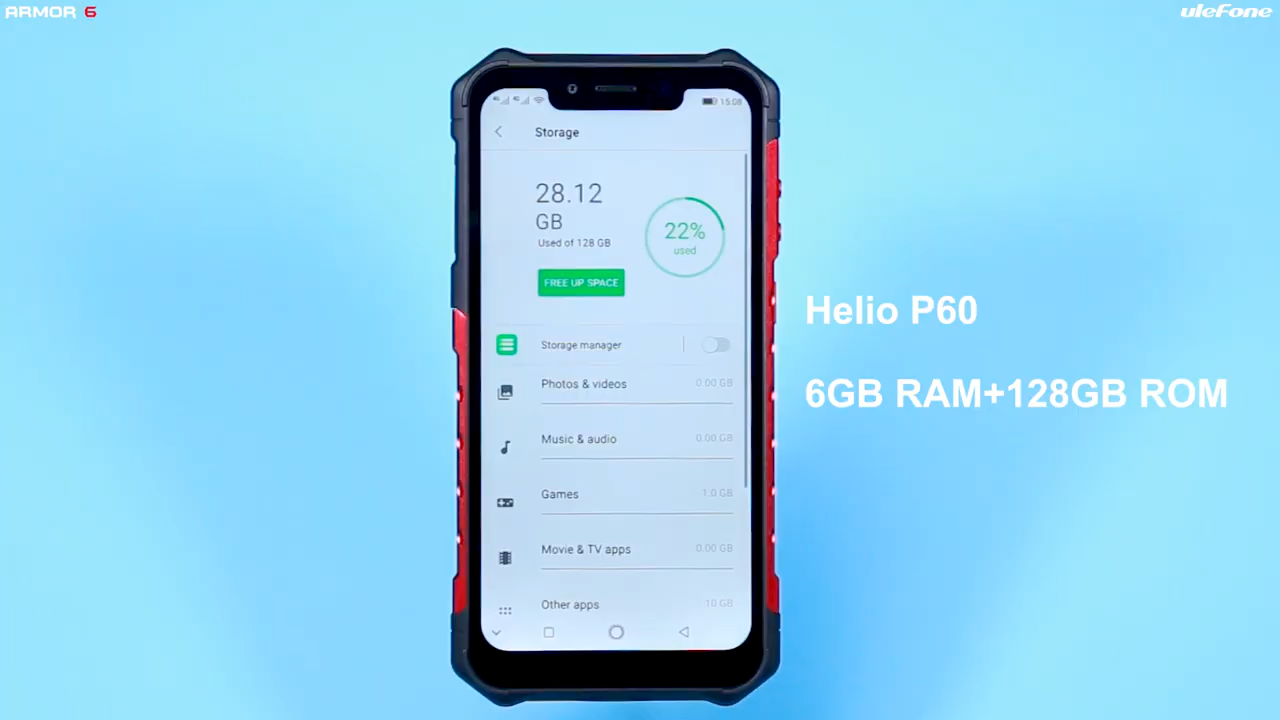 ARMOR 6
uleFone
15:08
Storage
28.12
GB
Used of 128 GB
22%
used
FREE UP SPACE
Storage manager
Photos & videos 0.00 GB
Music & audio 0.00 GB
Games 1.0 GB
Movie & TV apps 0.00 GB
Other apps 10 GB
Helio P60
6GB RAM+128GB ROM